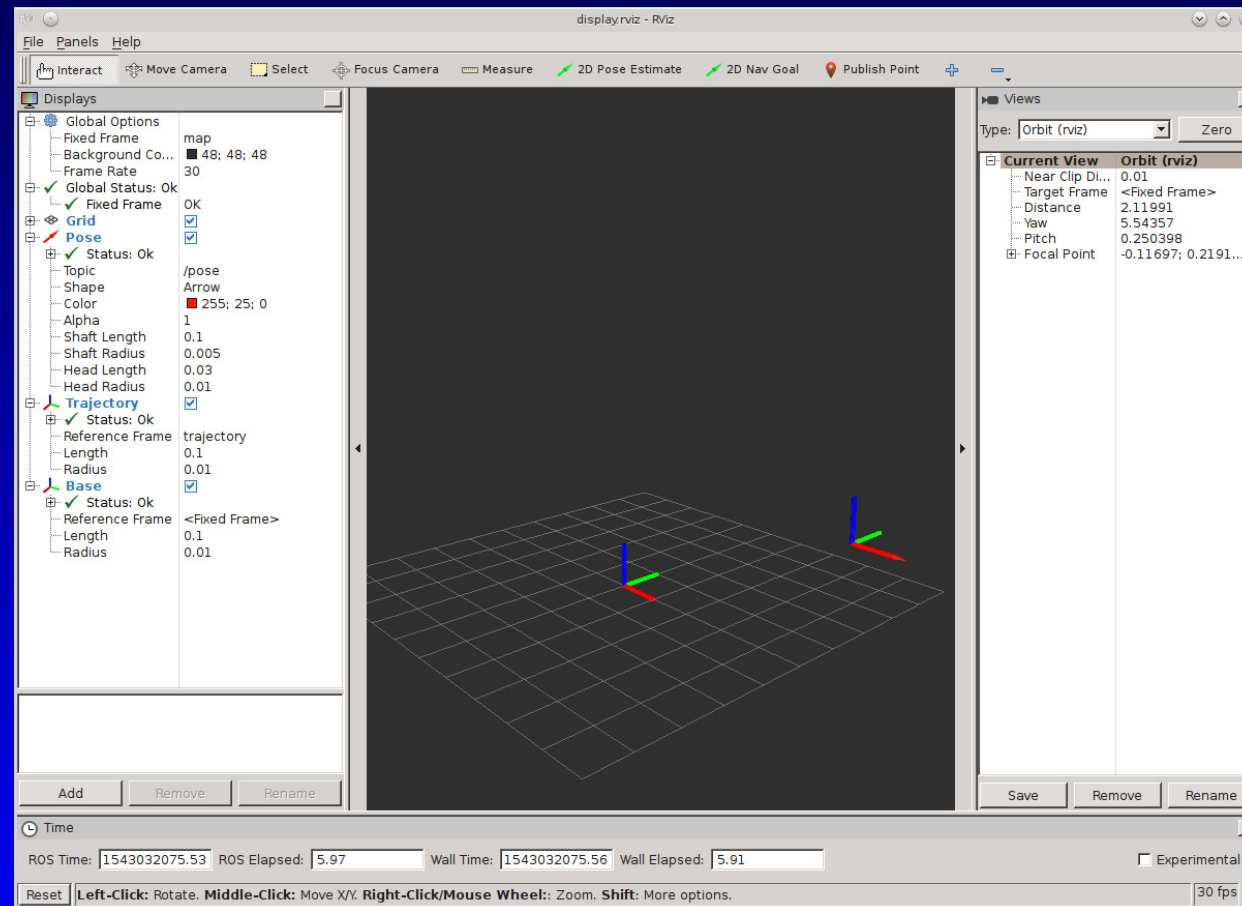 display.rviz - RViz
File Panels Help
Interact Move Camera Select Focus Camera Measure 2D Pose Estimate 2D Nav Goal Publish Point
Displays
Global Options
Fixed Frame map
Background Co... 48; 48; 48
Frame Rate 30
Global Status: Ok
Fixed Frame OK
Grid
Pose
Status: Ok
Topic /pose
Shape Arrow
Color 255; 25; 0
Alpha 1
Shaft Length 0.1
Shaft Radius 0.005
Head Length 0.03
Head Radius 0.01
Trajectory
Status: Ok
Reference Frame trajectory
Length 0.1
Radius 0.01
Base
Status: Ok
Reference Frame <Fixed Frame>
Length 0.1
Radius 0.01
Add Remove Rename
Views
Type: Orbit (rviz) Zero
Current View Orbit (rviz)
Near Clip Di... 0.01
Target Frame <Fixed Frame>
Distance 2.11991
Yaw 5.54357
Pitch 0.250398
Focal Point -0.11697; 0.2191...
Save Remove Rename
Time
ROS Time: 1543032075.53 ROS Elapsed: 5.97 Wall Time: 1543032075.56 Wall Elapsed: 5.91 Experimental
Reset Left-Click: Rotate. Middle-Click: Move X/Y. Right-Click/Mouse Wheel:: Zoom. Shift: More options. 30 fps